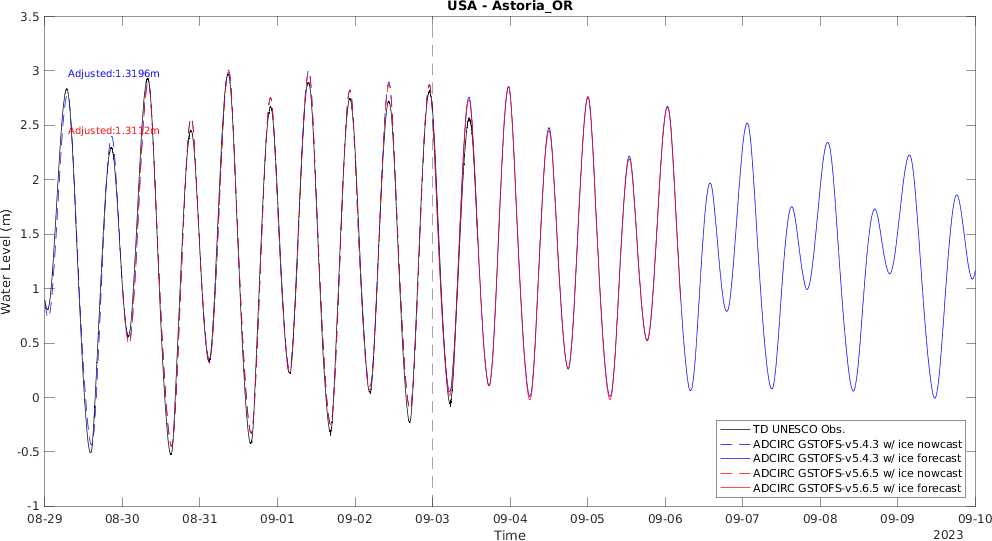 USA - Astoria_OR
3.5
3
2.5
2
1.5
1
0.5
0
-0.5
-1
Water Level (m)
Adjusted:1.3196m
Adjusted:1.3112m
TD UNESCO Obs.
ADCIRC GSTOFS-v5.4.3 w/ ice nowcast
ADCIRC GSTOFS-v5.4.3 w/ ice forecast
ADCIRC GSTOFS-v5.6.5 w/ ice nowcast
ADCIRC GSTOFS-v5.6.5 w/ ice forecast
08-29 08-30 08-31 09-01 09-02 09-03 09-04 09-05 09-06 09-07 09-08 09-09 09-10
Time
2023